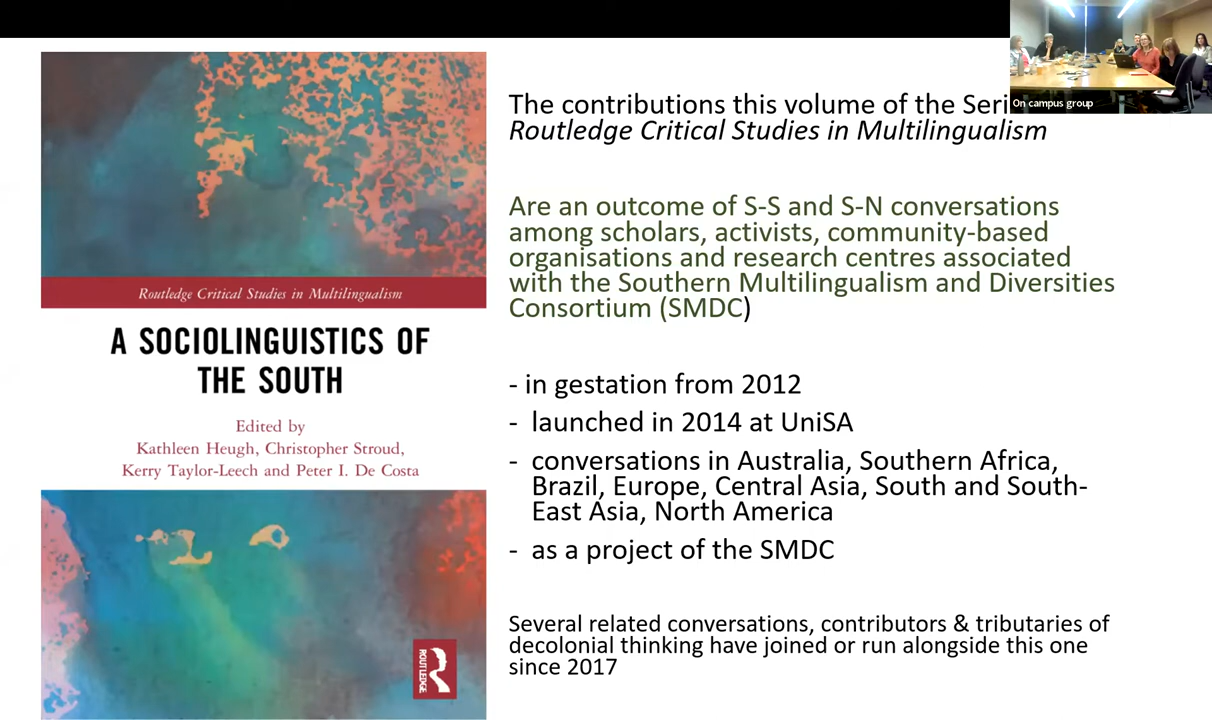 On campus group
Routledge Critical Studies in Multilingualism
A SOCIOLINGUISTICS OF
THE SOUTH
Edited by
Kathleen Heugh, Christopher Stroud,
Kerry Taylor-Leech and Peter I. De Costa
ROUTLEDGE
The contributions this volume of the Seri
Routledge Critical Studies in Multilingualism
Are an outcome of S-S and S-N conversations
among scholars, activists, community-based
organisations and research centres associated
with the Southern Multilingualism and Diversities
Consortium (SMDC)
- in gestation from 2012
- launched in 2014 at UniSA
- conversations in Australia, Southern Africa,
Brazil, Europe, Central Asia, South and South-
East Asia, North America
- as a project of the SMDC
Several related conversations, contributors & tributaries of
decolonial thinking have joined or run alongside this one
since 2017